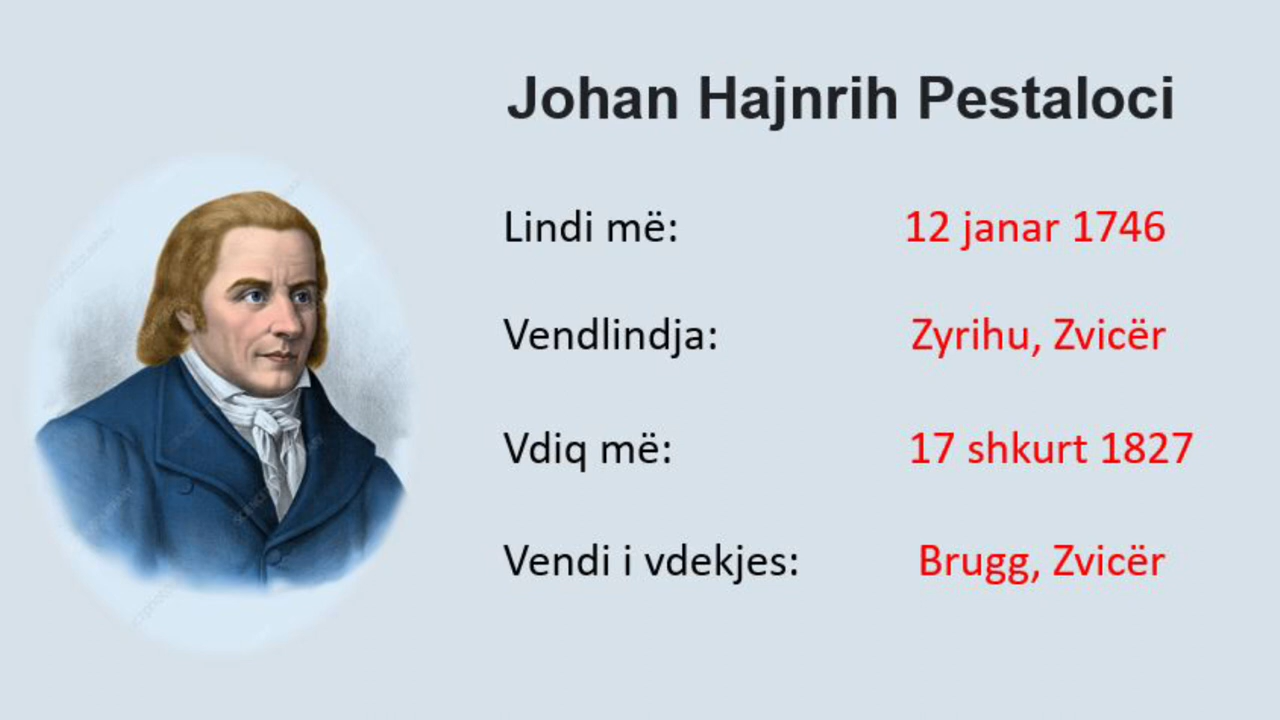 Johan Hajnrih Pestaloci
Lindi më: 12 janar 1746
Vendlindja: Zyrihu, Zvicër
Vdiq më: 17 shkurt 1827
Vendi i vdekjes: Brugg, Zvicër